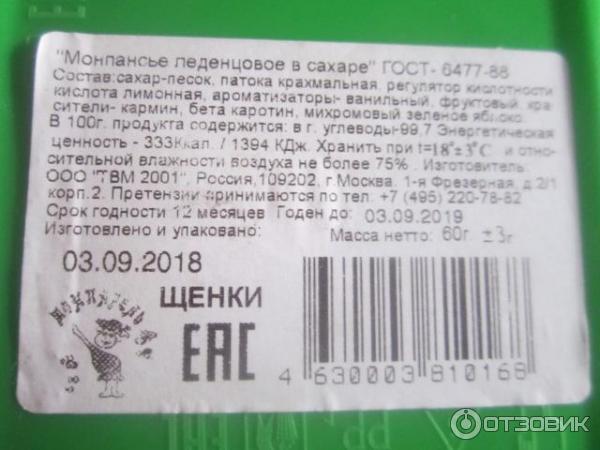 "Монпансье леденцовое в сахаре" ГОСТ- 6477-88
Состав:сахар-песок, патока крахмальная, регулятор кислотности
кислота лимонная, ароматизаторы- ванильный, фруктовый, кра
сители- кармин, бета каротин, михромовый зеленое яблоко.
В 100г. продукта содержится: в г. углеводы-99,7 Энергетическая
ценность - 333Ккал. / 1394 КДж. Хранить при t=18°±3°С и отно-
сительной влажности воздуха не более 75% . Изготовитель:
ООО "ТВМ 2001", Россия,109202, г.Москва. 1-я Фрезерная, д.2/1
корп.2. Претензии принимаются по тел. +7 (495) 220-78-82
Срок годности 12 месяцев Годен до: 03.09.2019
Изготовлено и упаковано: Масса нетто: 60г ±3г
03.09.2018
ЩЕНКИ
EAC
4 630003 810168
PP
ОТЗОВИК